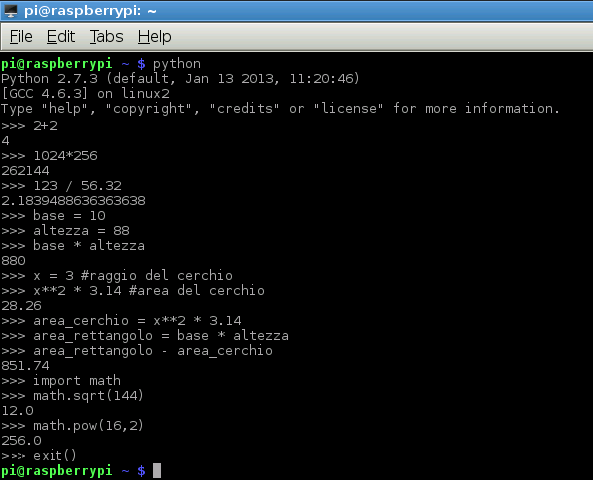 pi@raspberrypi: ~
File Edit Tabs Help
pi@raspberrypi ~ $ python
Python 2.7.3 (default, Jan 13 2013, 11:20:46)
[GCC 4.6.3] on linux2
Type "help", "copyright", "credits" or "license" for more information.
>>> 2+2
4
>>> 1024*256
262144
>>> 123 / 56.32
2.1839488636363638
>>> base = 10
>>> altezza = 88
>>> base * altezza
880
>>> x = 3 #raggio del cerchio
>>> x**2 * 3.14 #area del cerchio
28.26
>>> area_cerchio = x**2 * 3.14
>>> area_rettangolo = base * altezza
>>> area_rettangolo - area_cerchio
851.74
>>> import math
>>> math.sqrt(144)
12.0
>>> math.pow(16,2)
256.0
>>> exit()
pi@raspberrypi ~ $